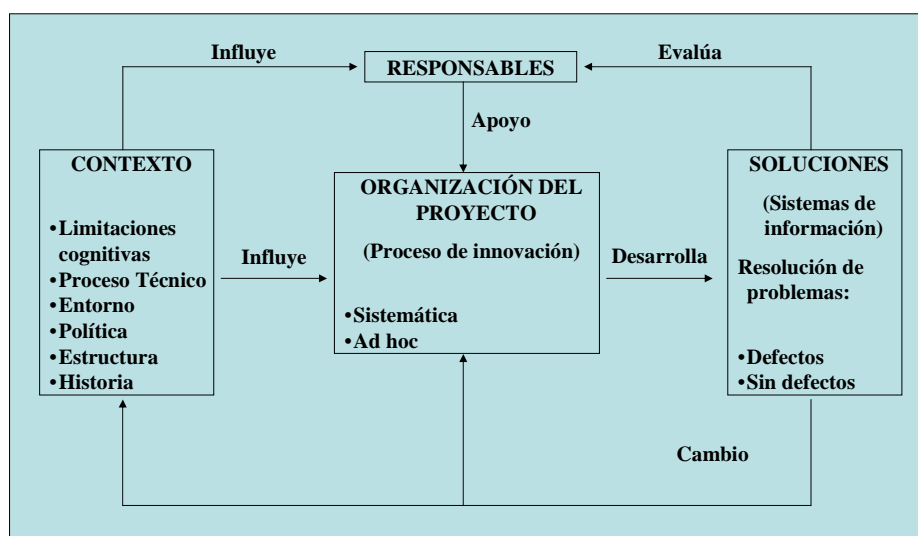 Influye
Evalúa
RESPONSABLES
Apoyo
CONTEXTO
•Limitaciones
cognitivas
•Proceso Técnico
•Entorno
•Política
•Estructura
•Historia
Influye
ORGANIZACIÓN DEL
PROYECTO
(Proceso de innovación)
•Sistemática
•Ad hoc
Desarrolla
SOLUCIONES
(Sistemas de
información)
Resolución de
problemas:
•Defectos
•Sin defectos
Cambio